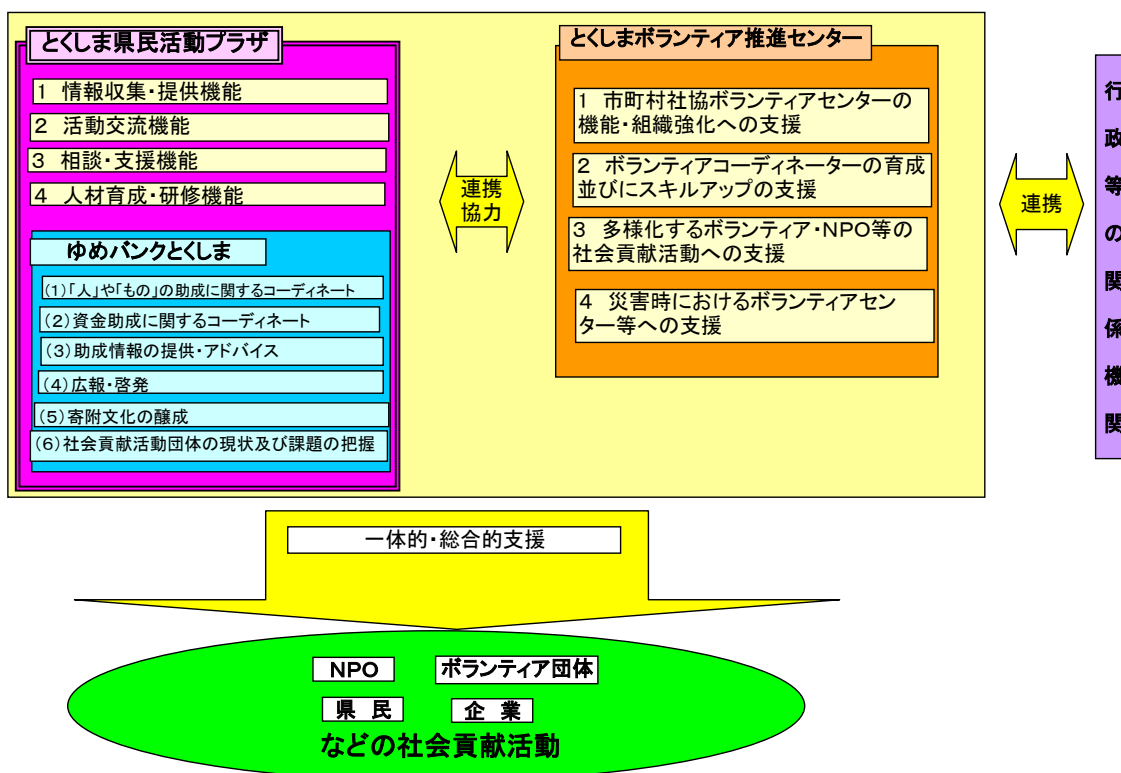 とくしま県民活動プラザ
1 情報収集・提供機能
2 活動交流機能
3 相談・支援機能
4 人材育成・研修機能
ゆめバンクとくしま
(1)「人」や「もの」の助成に関するコーディネート
(2)資金助成に関するコーディネート
(3)助成情報の提供・アドバイス
(4)広報・啓発
(5)寄附文化の醸成
(6)社会貢献活動団体の現状及び課題の把握
連携
協力
とくしまボランティア推進センター
1 市町村社協ボランティアセンターの
機能・組織強化への支援
2 ボランティアコーディネーターの育成
並びにスキルアップの支援
3 多様化するボランティア・NPO等の
社会貢献活動への支援
4 災害時におけるボランティアセン
ター等への支援
連携
行政等の関係機関
一体的・総合的支援
NPO
ボランティア団体
県 民
企 業
などの社会貢献活動